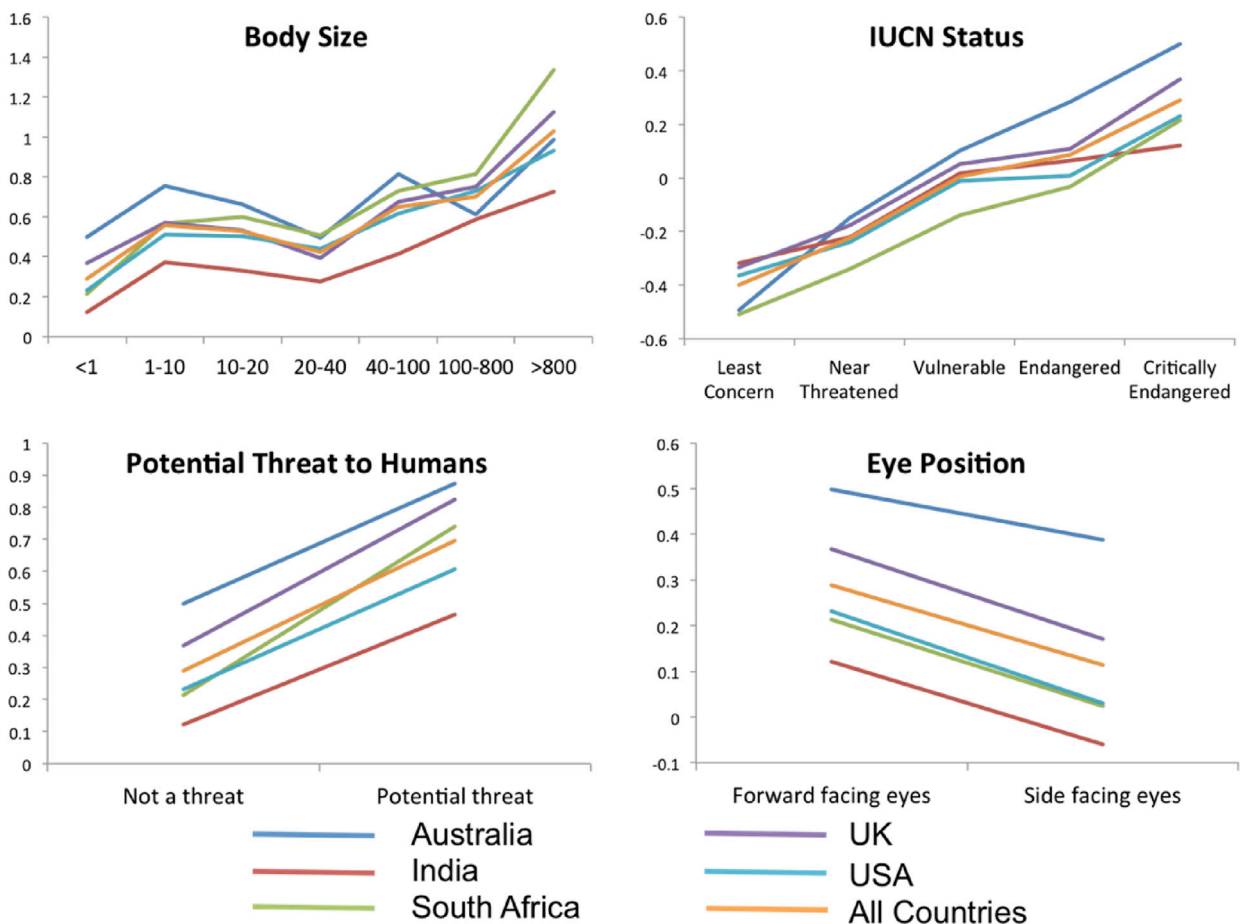 Body Size
1.6
1.4
1.2
1
0.8
0.6
0.4
0.2
0
<1 1-10 10-20 20-40 40-100 100-800 >800
IUCN Status
0.6
0.4
0.2
0
-0.2
-0.4
-0.6
Least Near Vulnerable Endangered Critically
Concern Threatened Endangered
Potential Threat to Humans
1
0.9
0.8
0.7
0.6
0.5
0.4
0.3
0.2
0.1
0
Not a threat Potential threat
Eye Position
0.6
0.5
0.4
0.3
0.2
0.1
0
-0.1
Forward facing eyes Side facing eyes
Australia
India
South Africa
UK
USA
All Countries